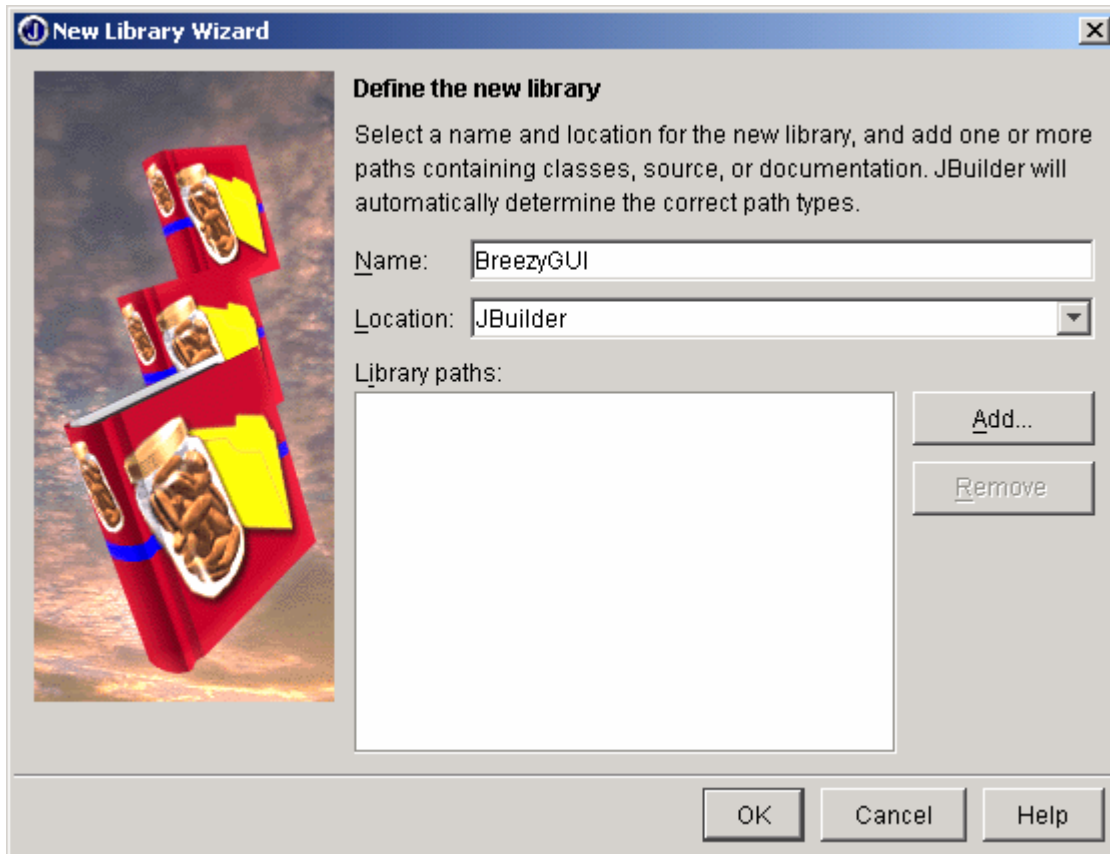 New Library Wizard
Define the new library
Select a name and location for the new library, and add one or more
paths containing classes, source, or documentation. JBuilder will
automatically determine the correct path types.
Name: BreezyGUI
Location: JBuilder
Library paths:
Add...
Remove
OK Cancel Help